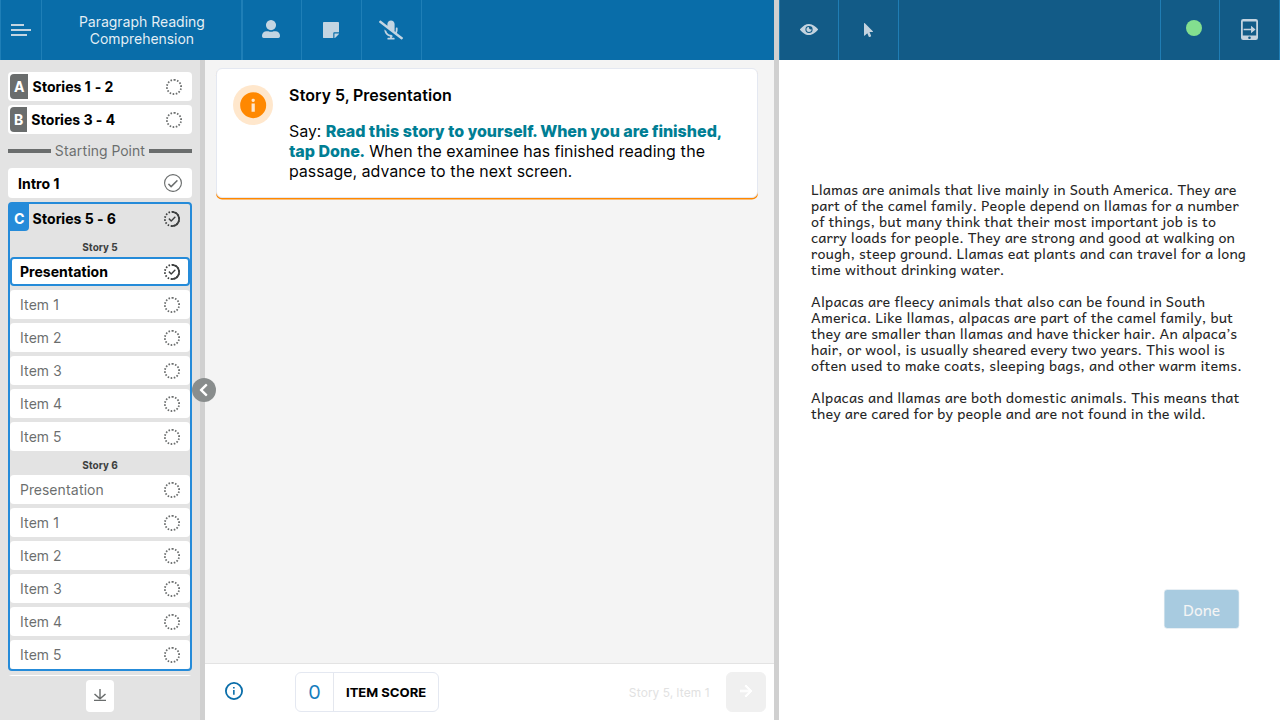 Paragraph Reading
Comprehension
A Stories 1 - 2
B Stories 3 - 4
Starting Point
Intro 1
C Stories 5 - 6
Story 5
Presentation
Item 1
Item 2
Item 3
Item 4
Item 5
Story 6
Presentation
Item 1
Item 2
Item 3
Item 4
Item 5
Story 5, Presentation
Say: Read this story to yourself. When you are finished,
tap Done. When the examinee has finished reading the
passage, advance to the next screen.
0 ITEM SCORE
Story 5, Item 1
Llamas are animals that live mainly in South America. They are
part of the camel family. People depend on llamas for a number
of things, but many think that their most important job is to
carry loads for people. They are strong and good at walking on
rough, steep ground. Llamas eat plants and can travel for a long
time without drinking water.
Alpacas are fleecy animals that also can be found in South
America. Like llamas, alpacas are part of the camel family, but
they are smaller than llamas and have thicker hair. An alpaca’s
hair, or wool, is usually sheared every two years. This wool is
often used to make coats, sleeping bags, and other warm items.
Alpacas and llamas are both domestic animals. This means that
they are cared for by people and are not found in the wild.
Done